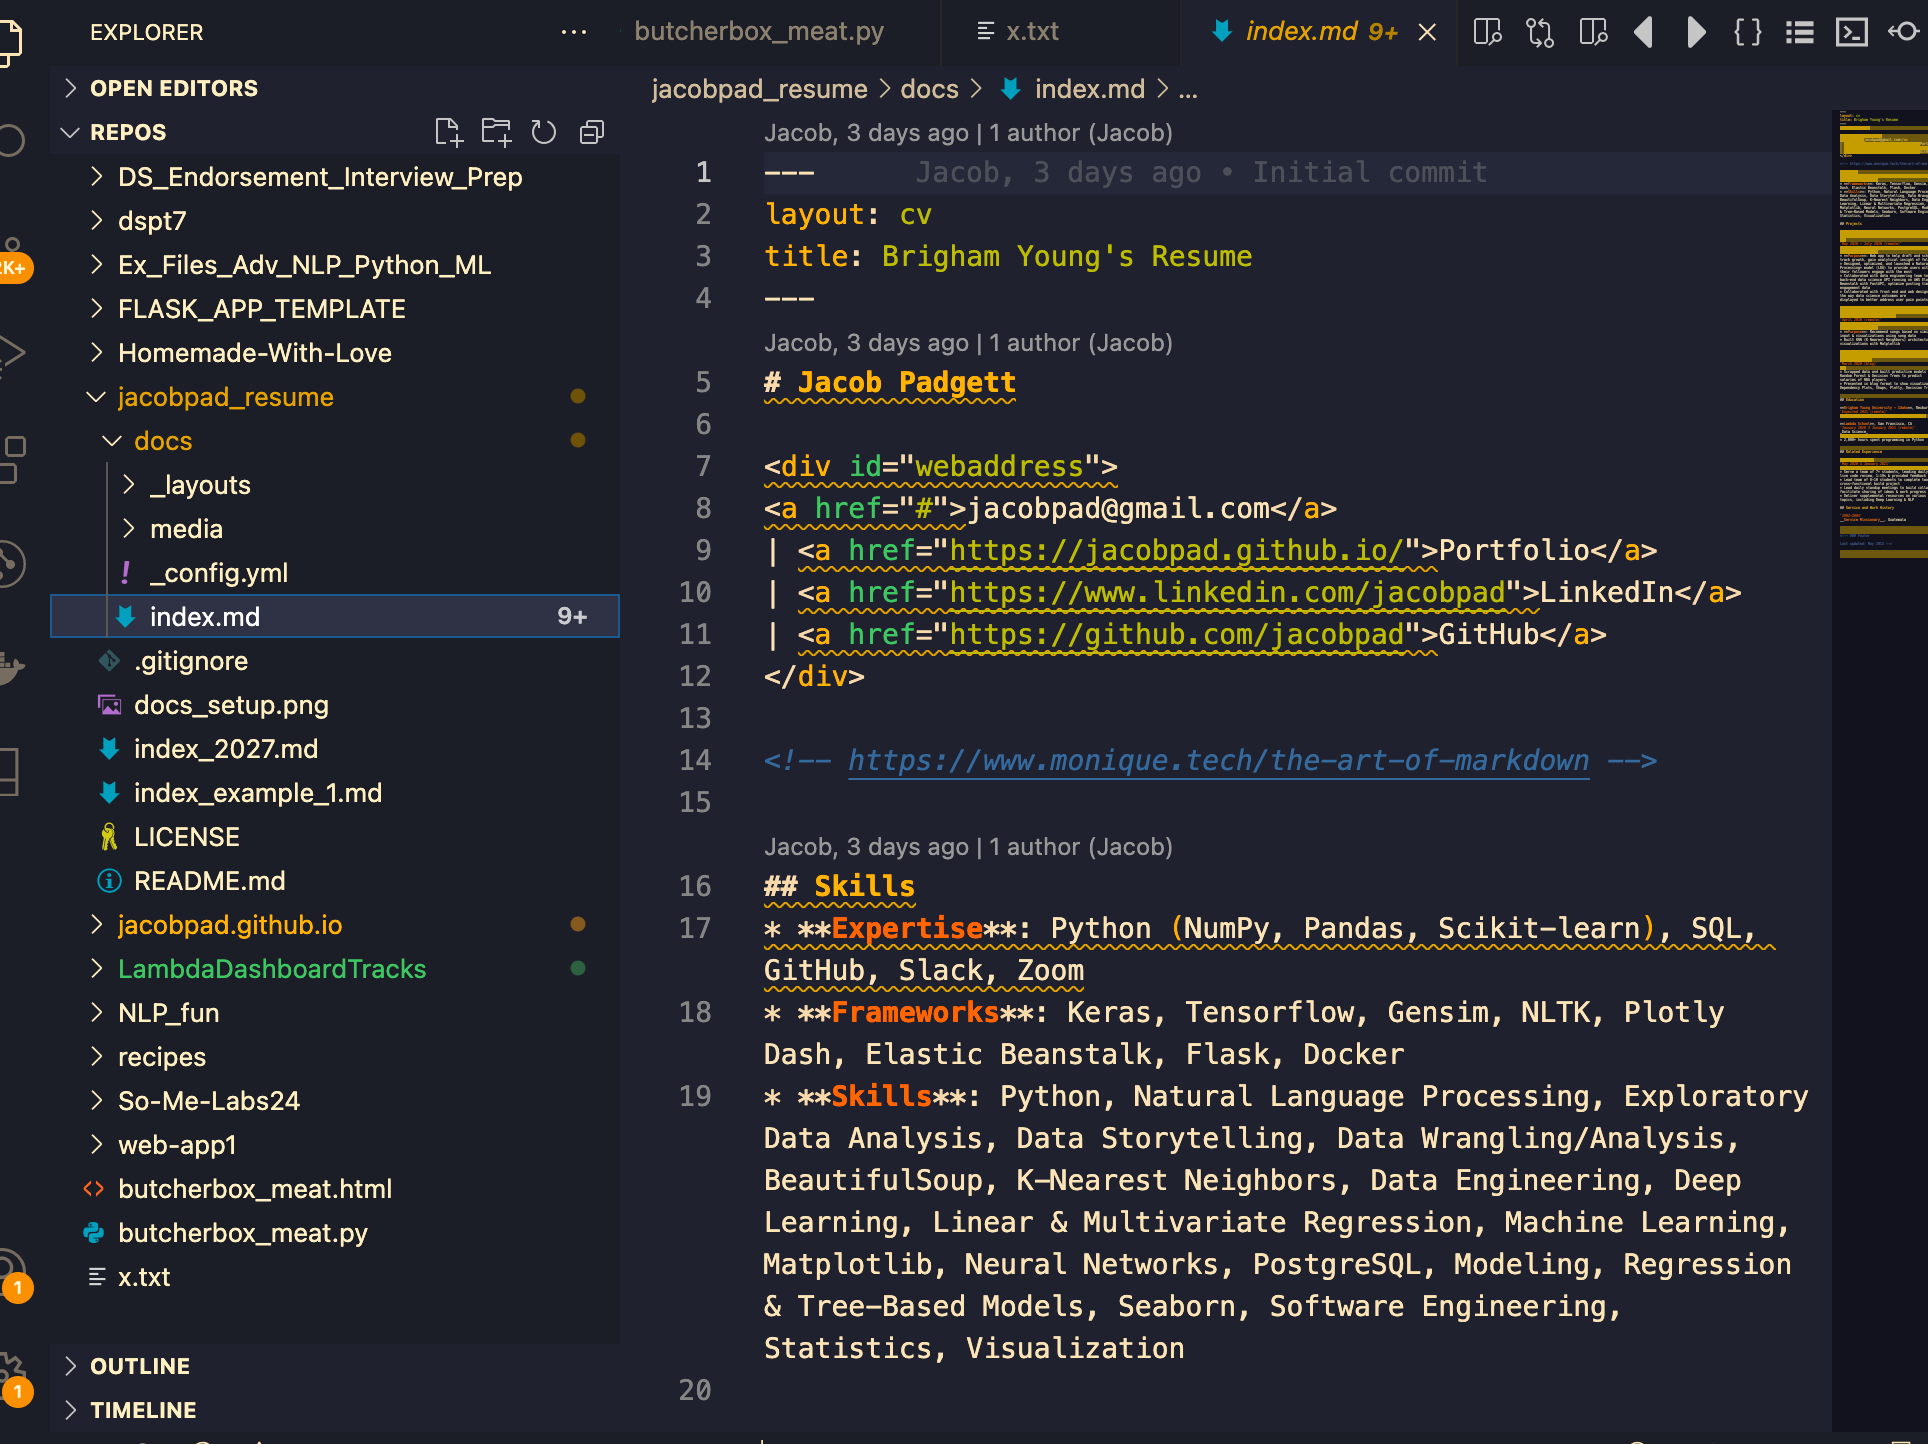 EXPLORER
...
OPEN EDITORS
REPOS
DS_Endorsement_Interview_Prep
dspt7
Ex_Files_Adv_NLP_Python_ML
FLASK_APP_TEMPLATE
Homemade-With-Love
jacobpad_resume
docs
_layouts
media
! _config.yml
index.md 9+
.gitignore
docs_setup.png
index_2027.md
index_example_1.md
LICENSE
README.md
jacobpad.github.io
LambdaDashboardTracks
NLP_fun
recipes
So-Me-Labs24
web-app1
butcherbox_meat.html
butcherbox_meat.py
x.txt
OUTLINE
TIMELINE
2K+
1
1
butcherbox_meat.py
x.txt
index.md 9+
jacobpad_resume > docs > index.md > ...
Jacob, 3 days ago | 1 author (Jacob)
1 --- Jacob, 3 days ago • Initial commit
2 layout: cv
3 title: Brigham Young's Resume
4 ---
Jacob, 3 days ago | 1 author (Jacob)
5 # Jacob Padgett
6
7 <div id="webaddress">
8 <a href="#">jacobpad@gmail.com</a>
9 | <a href="https://jacobpad.github.io/">Portfolio</a>
10 | <a href="https://www.linkedin.com/jacobpad">LinkedIn</a>
11 | <a href="https://github.com/jacobpad">GitHub</a>
12 </div>
13
14 <!-- https://www.monique.tech/the-art-of-markdown -->
15
Jacob, 3 days ago | 1 author (Jacob)
16 ## Skills
17 * **Expertise**: Python (NumPy, Pandas, Scikit-learn), SQL,
GitHub, Slack, Zoom
18 * **Frameworks**: Keras, Tensorflow, Gensim, NLTK, Plotly
Dash, Elastic Beanstalk, Flask, Docker
19 * **Skills**: Python, Natural Language Processing, Exploratory
Data Analysis, Data Storytelling, Data Wrangling/Analysis,
BeautifulSoup, K-Nearest Neighbors, Data Engineering, Deep
Learning, Linear & Multivariate Regression, Machine Learning,
Matplotlib, Neural Networks, PostgreSQL, Modeling, Regression
& Tree-Based Models, Seaborn, Software Engineering,
Statistics, Visualization
20